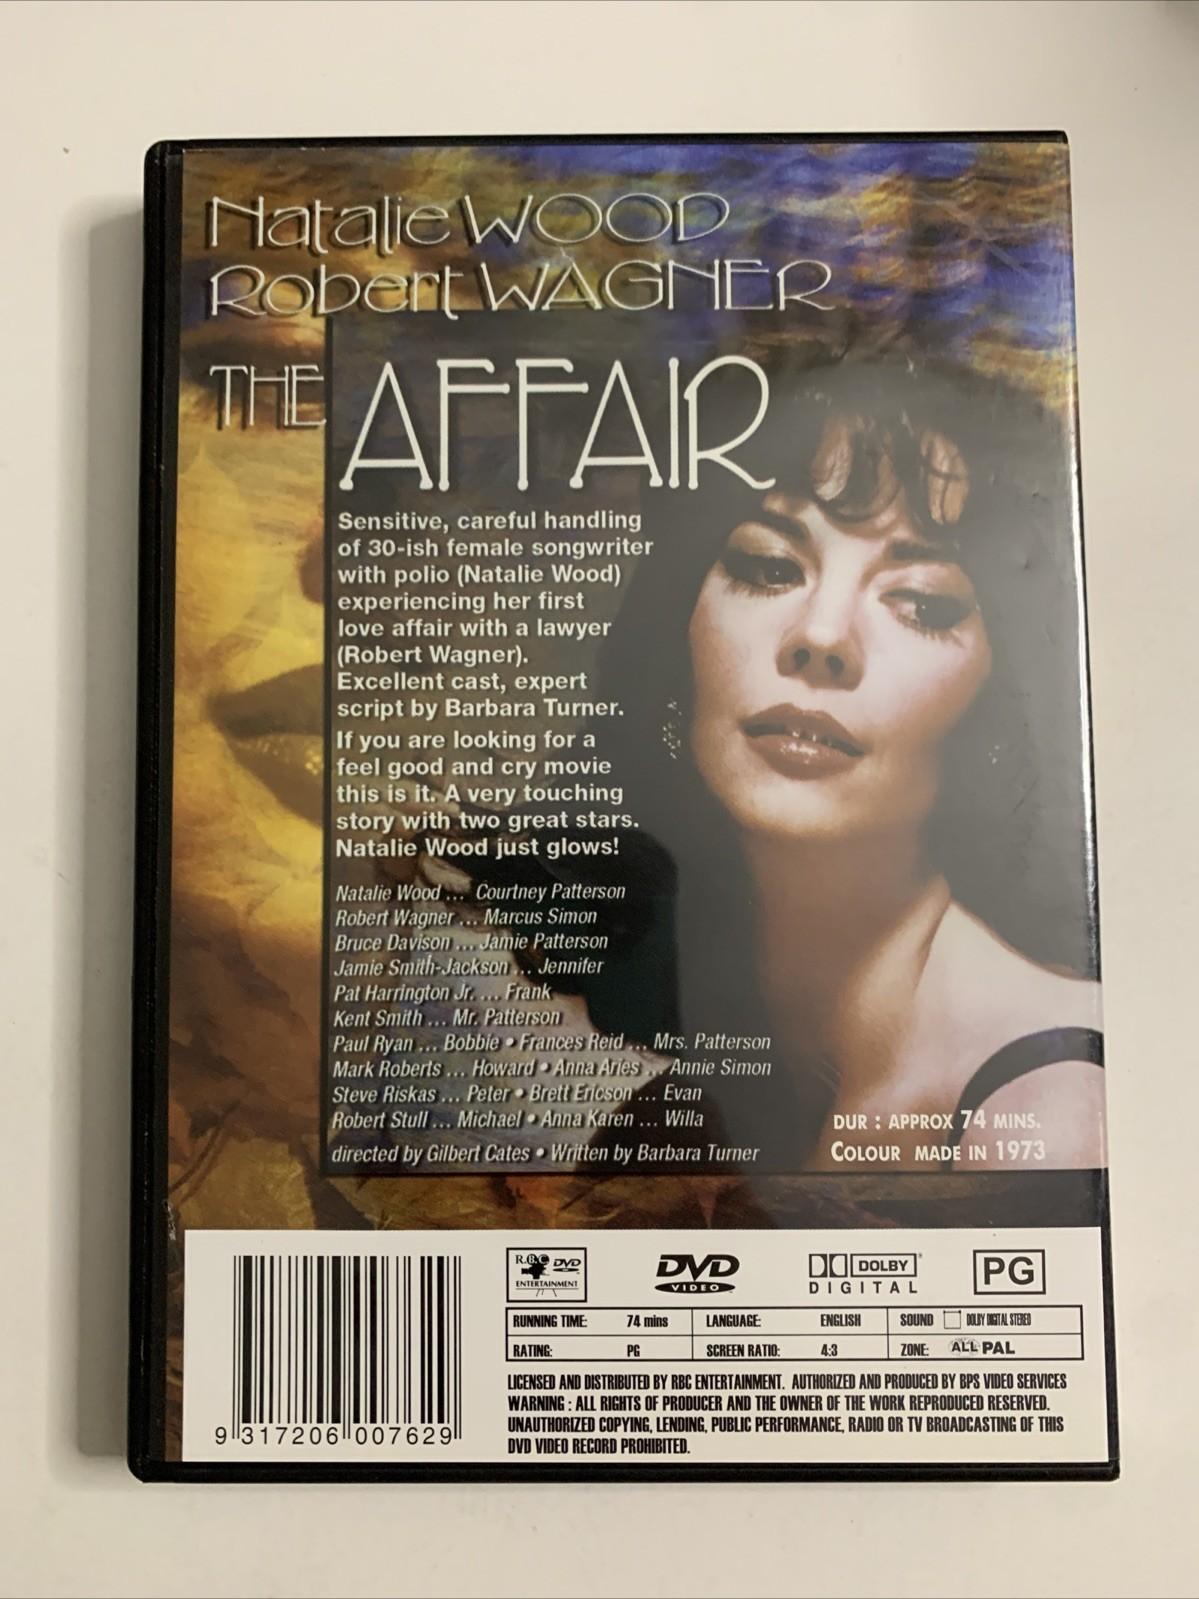 Natalie WOOD
Robert WAGNER
THE AFFAIR
Sensitive, careful handling
of 30-ish female songwriter
with polio (Natalie Wood)
experiencing her first
love affair with a lawyer
(Robert Wagner).
Excellent cast, expert
script by Barbara Turner.
If you are looking for a
feel good and cry movie
this is it. A very touching
story with two great stars.
Natalie Wood just glows!
Natalie Wood ... Courtney Patterson
Robert Wagner ... Marcus Simon
Bruce Davison ... Jamie Patterson
Jamie Smith-Jackson ... Jennifer
Pat Harrington Jr. ... Frank
Kent Smith ... Mr. Patterson
Paul Ryan ... Bobbie • Frances Reid ... Mrs. Patterson
Mark Roberts ... Howard • Anna Aries ... Annie Simon
Steve Riskas ... Peter • Brett Ericson ... Evan
Robert Stull ... Michael • Anna Karen ... Willa
directed by Gilbert Cates • Written by Barbara Turner
DUR : APPROX 74 MINS.
COLOUR MADE IN 1973
9 317206 007629
R.B.C DVD
ENTERTAINMENT
DVD
VIDEO
DOLBY
DIGITAL
PG
RUNNING TIME: 74 mins LANGUAGE: ENGLISH SOUND DOLBY DIGITAL STEREO
RATING: PG SCREEN RATIO: 4:3 ZONE: ALL PAL
LICENSED AND DISTRIBUTED BY RBC ENTERTAINMENT. AUTHORIZED AND PRODUCED BY BPS VIDEO SERVICES
WARNING : ALL RIGHTS OF PRODUCER AND THE OWNER OF THE WORK REPRODUCED RESERVED.
UNAUTHORIZED COPYING, LENDING, PUBLIC PERFORMANCE, RADIO OR TV BROADCASTING OF THIS
DVD VIDEO RECORD PROHIBITED.